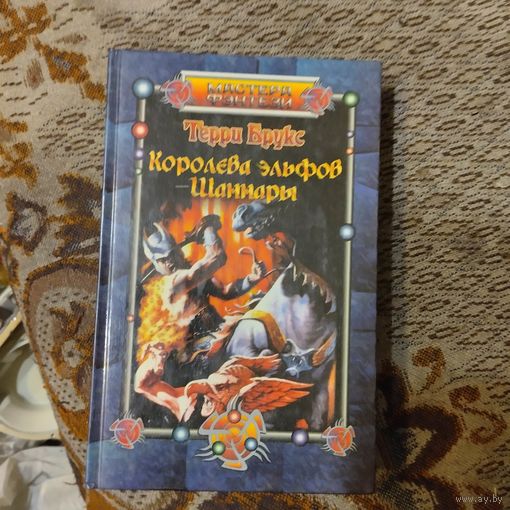 МАСТЕРА
ФЭНТЕЗИ
Терри Брукс
Королева эльфов
Шаннары
www.ay.by